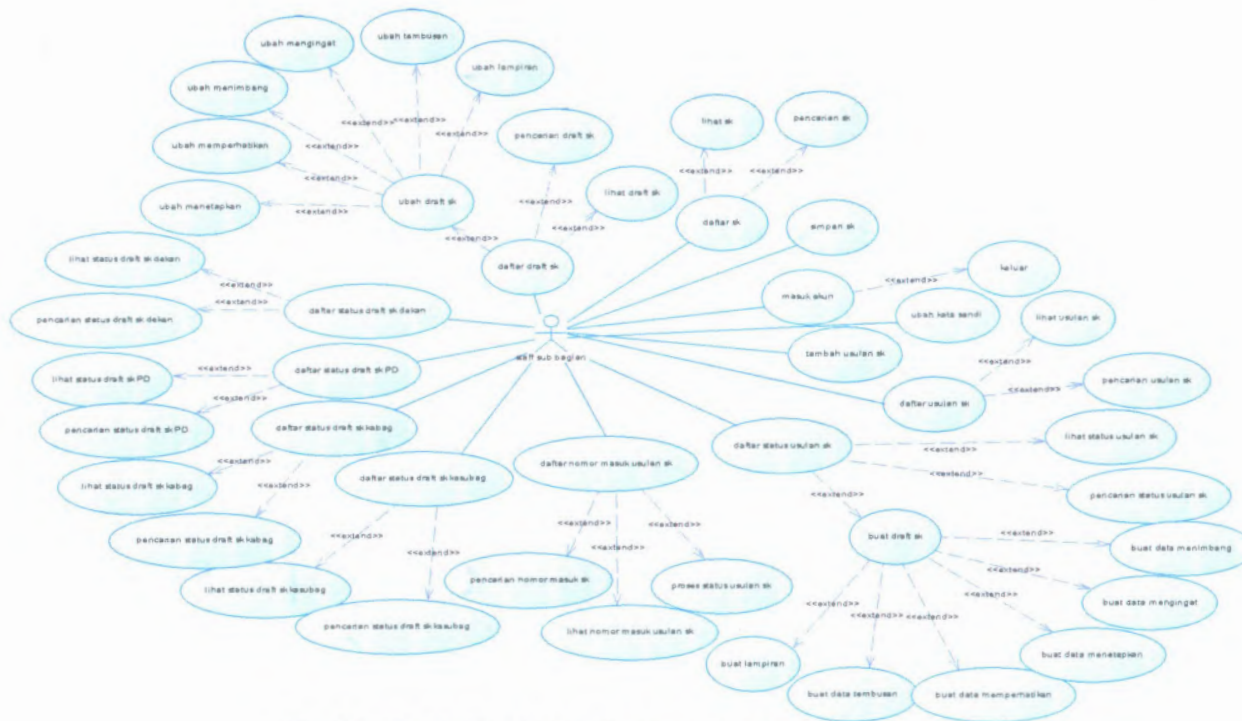 ubah mengingat
ubah tembusan
ubah lampiran
ubah menimbang
ubah memperhatikan
ubah menetapkan
<<extend>>
<<extend>>
<<extend>>
<<extend>>
<<extend>>
<<extend>>
ubah draft sk
pencarian draft sk
lihat draft sk
<<extend>>
<<extend>>
<<extend>>
daftar draft sk
lihat sk
pencarian sk
<<extend>>
<<extend>>
daftar sk
simpan sk
masuk akun
<<extend>>
keluar
ubah kata sandi
tambah usulan sk
lihat usulan sk
<<extend>>
daftar usulan sk
<<extend>>
pencarian usulan sk
lihat status draft sk dekan
<<extend>>
pencarian status draft sk dekan
<<extend>>
daftar status draft sk dekan
staff sub bagian
lihat status draft sk PD
<<extend>>
daftar status draft sk PD
pencarian status draft sk PD
<<extend>>
daftar status draft sk kabag
lihat status draft sk kabag
<<extend>>
pencarian status draft sk kabag
<<extend>>
daftar status draft sk kasubag
<<extend>>
<<extend>>
lihat status draft sk kasubag
pencarian status draft sk kasubag
daftar nomor masuk usulan sk
<<extend>>
<<extend>>
<<extend>>
pencarian nomor masuk sk
proses status usulan sk
lihat nomor masuk usulan sk
daftar status usulan sk
<<extend>>
lihat status usulan sk
<<extend>>
pencarian status usulan sk
<<extend>>
buat draft sk
<<extend>>
buat data menimbang
<<extend>>
buat data mengingat
<<extend>>
<<extend>>
<<extend>>
<<extend>>
buat data menetapkan
buat lampiran
buat data tembusan
buat data memperhatikan